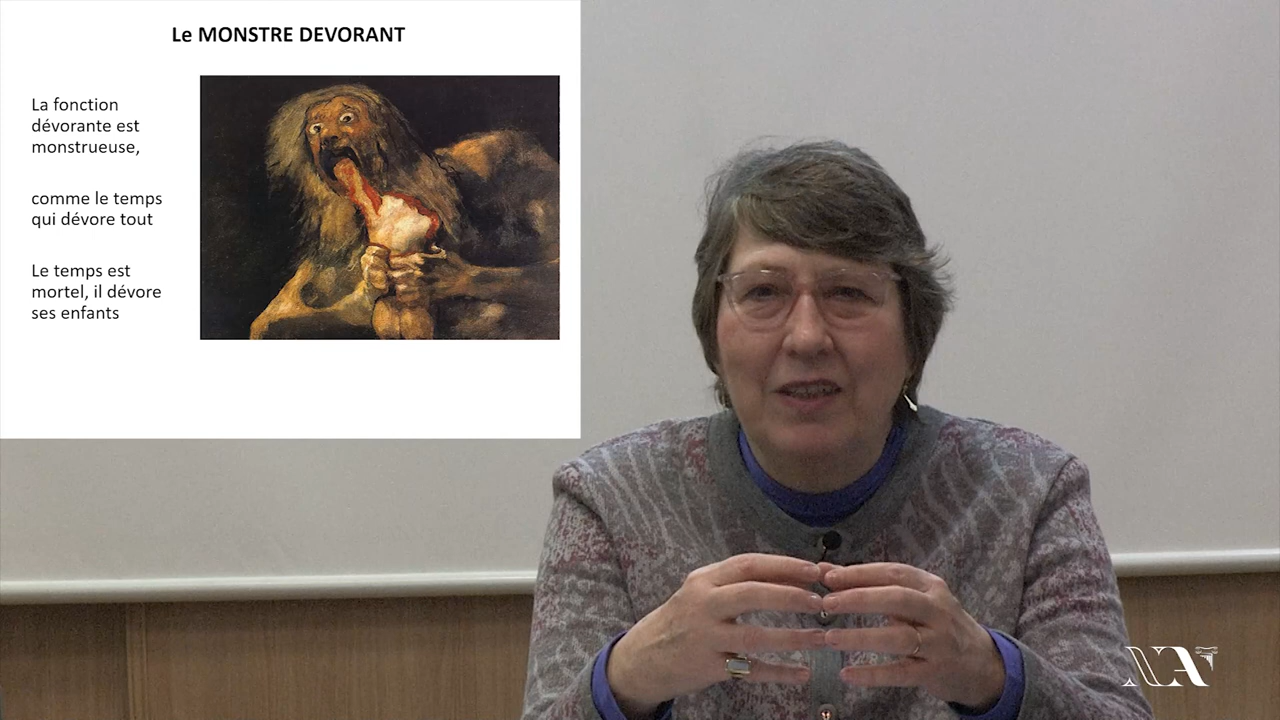 Le MONSTRE DEVORANT
La fonction
dévorante est
monstrueuse,
comme le temps
qui dévore tout
Le temps est
mortel, il dévore
ses enfants
NA